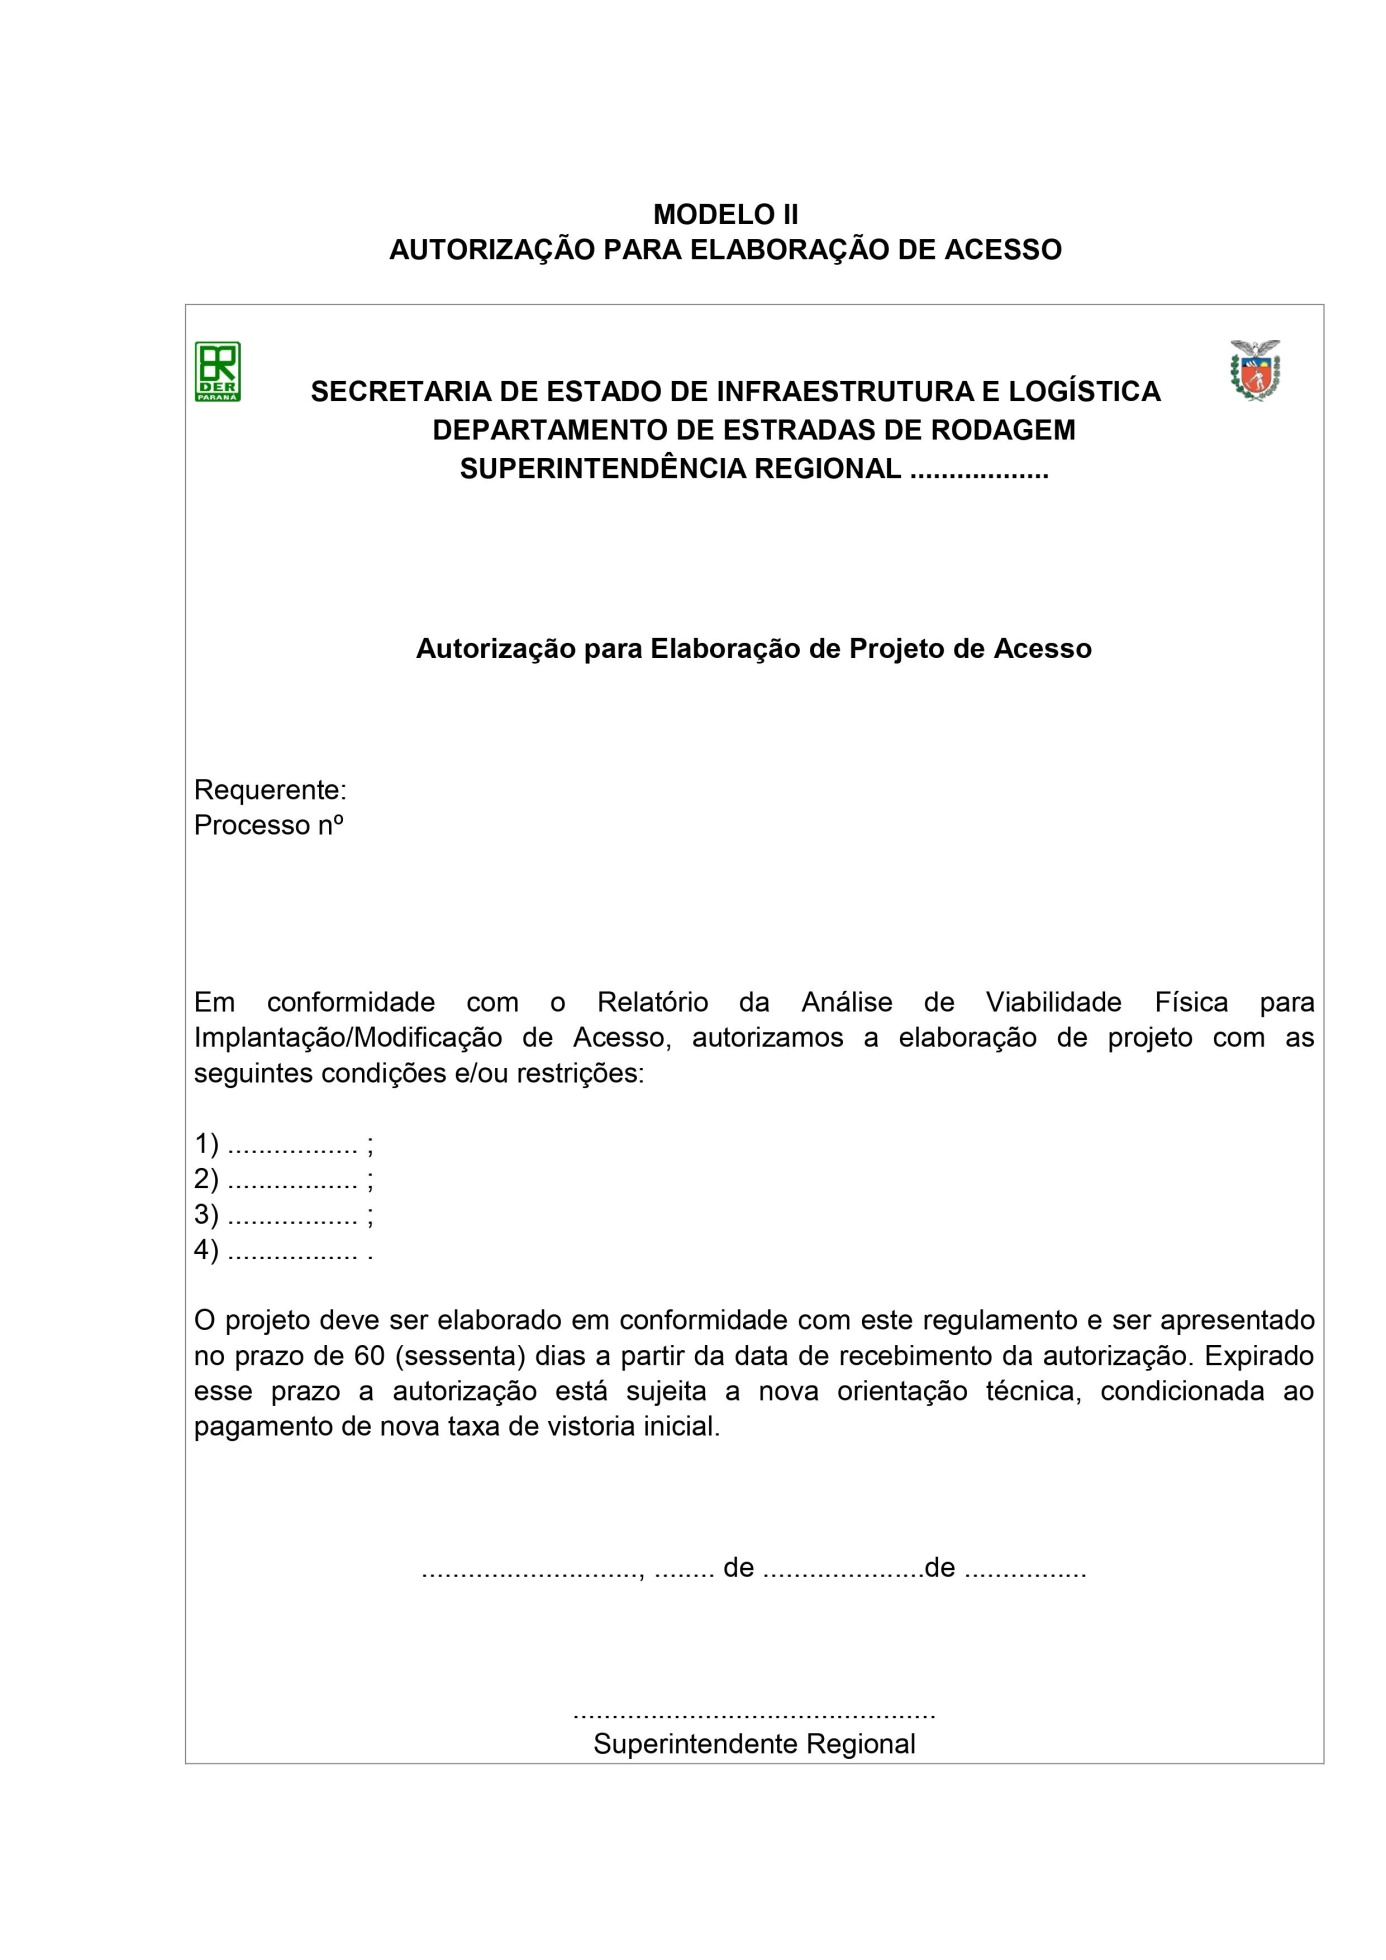 MODELO II
AUTORIZAÇÃO PARA ELABORAÇÃO DE ACESSO
DER
PARANÁ
SECRETARIA DE ESTADO DE INFRAESTRUTURA E LOGÍSTICA
DEPARTAMENTO DE ESTRADAS DE RODAGEM
SUPERINTENDÊNCIA REGIONAL ..................
Autorização para Elaboração de Projeto de Acesso
Requerente:
Processo nº
Em conformidade com o Relatório da Análise de Viabilidade Física para
Implantação/Modificação de Acesso, autorizamos a elaboração de projeto com as
seguintes condições e/ou restrições:
1) ................. ;
2) ................. ;
3) ................. ;
4) ................. .
O projeto deve ser elaborado em conformidade com este regulamento e ser apresentado
no prazo de 60 (sessenta) dias a partir da data de recebimento da autorização. Expirado
esse prazo a autorização está sujeita a nova orientação técnica, condicionada ao
pagamento de nova taxa de vistoria inicial.
............................, ........ de .....................de ................
...............................................
Superintendente Regional